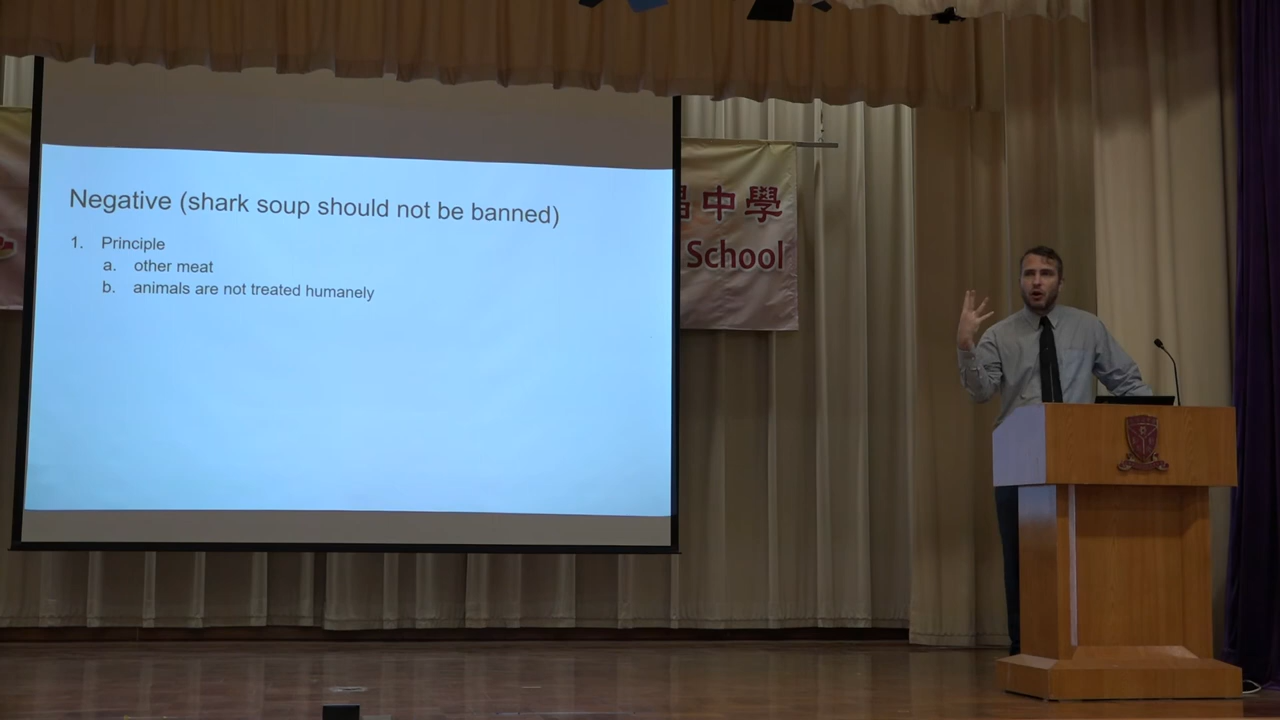 Negative (shark soup should not be banned)
1. Principle
a. other meat
b. animals are not treated humanely
昌中學
School